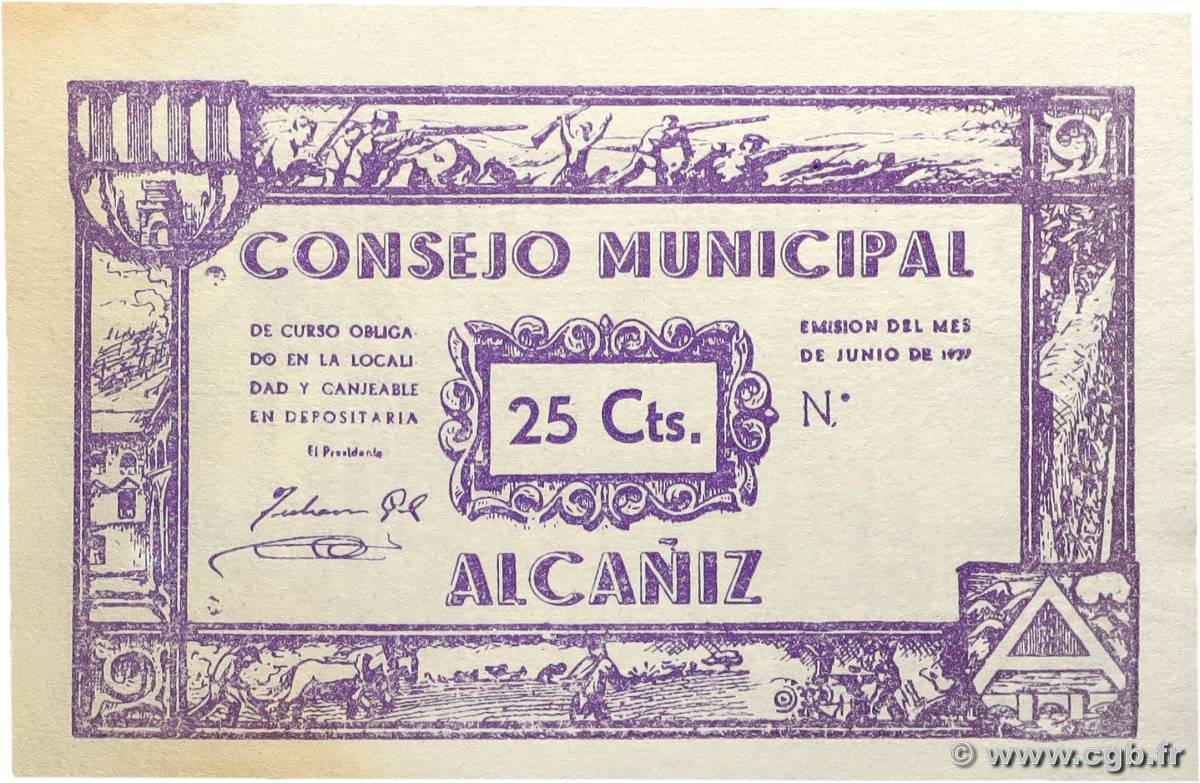 CONSEJO MUNICIPAL
DE CURSO OBLIGA-
DO EN LA LOCALI-
DAD Y CANJEABLE
EN DEPOSITARIA
El Presidente
25 Cts.
EMISION DEL MES
DE JUNIO DE 1937
N.º
ALCAÑIZ
© www.cgb.fr